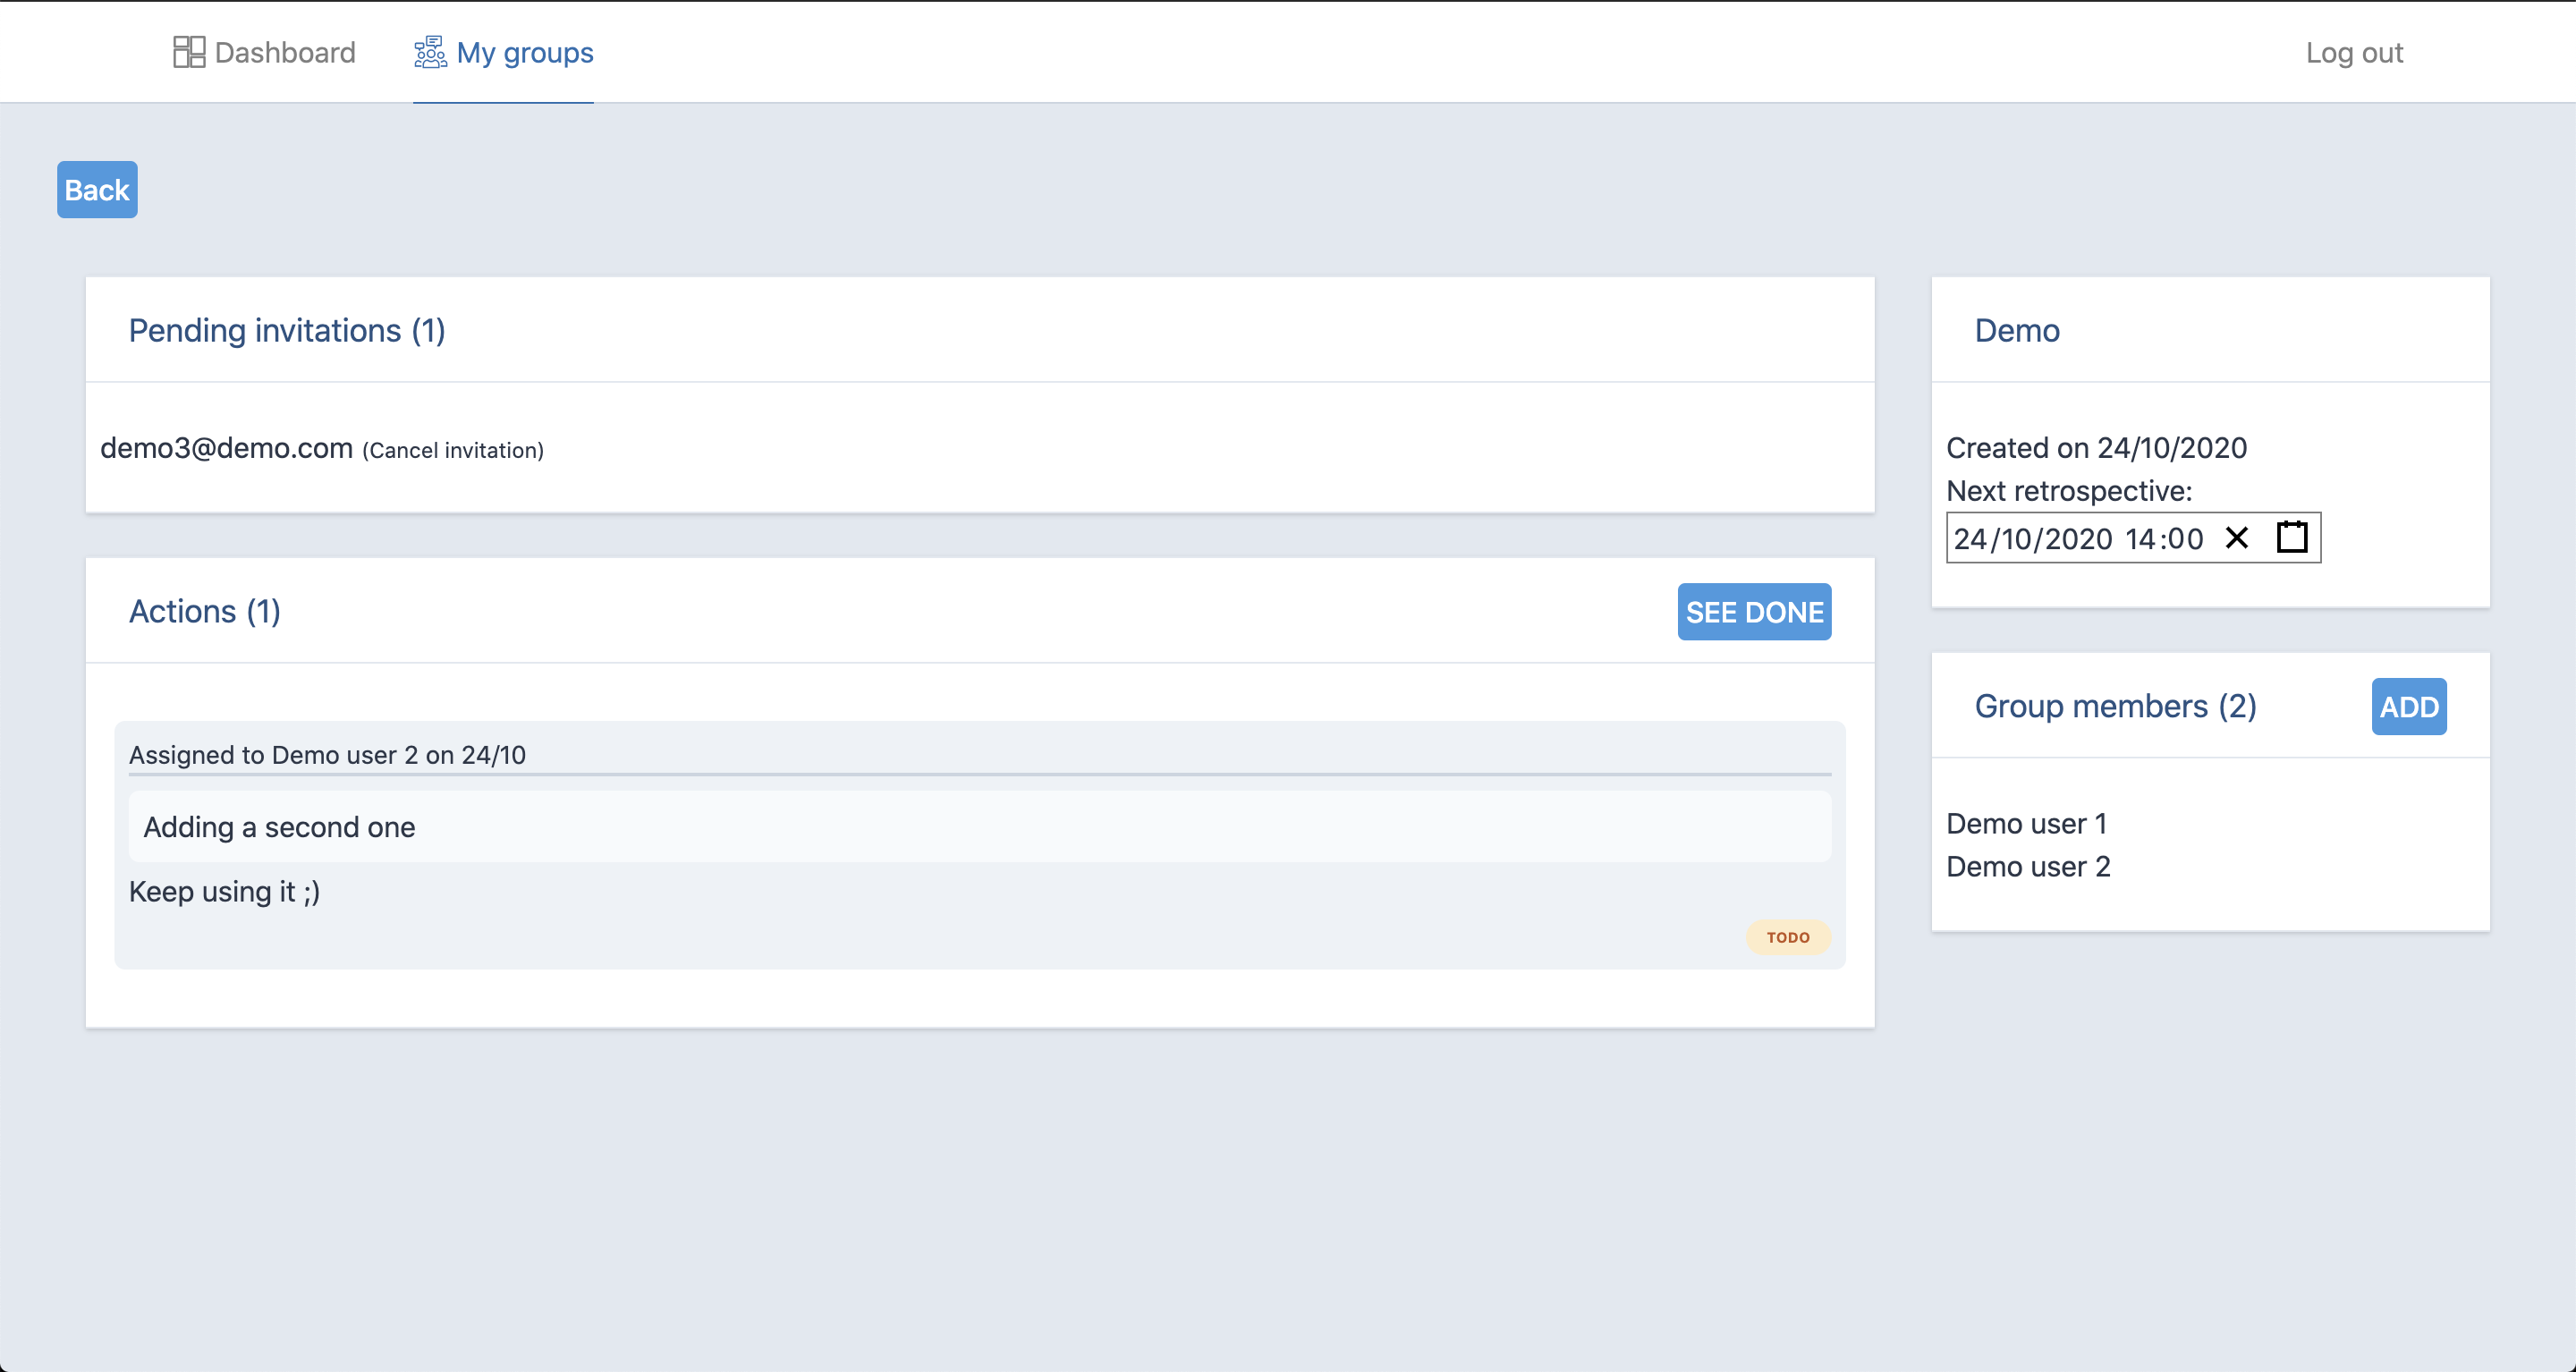 Dashboard
My groups
Log out
Back
Pending invitations (1)
demo3@demo.com (Cancel invitation)
Actions (1)
SEE DONE
Assigned to Demo user 2 on 24/10
Adding a second one
Keep using it ;)
TODO
Demo
Created on 24/10/2020
Next retrospective:
24/10/2020 14:00
Group members (2)
ADD
Demo user 1
Demo user 2